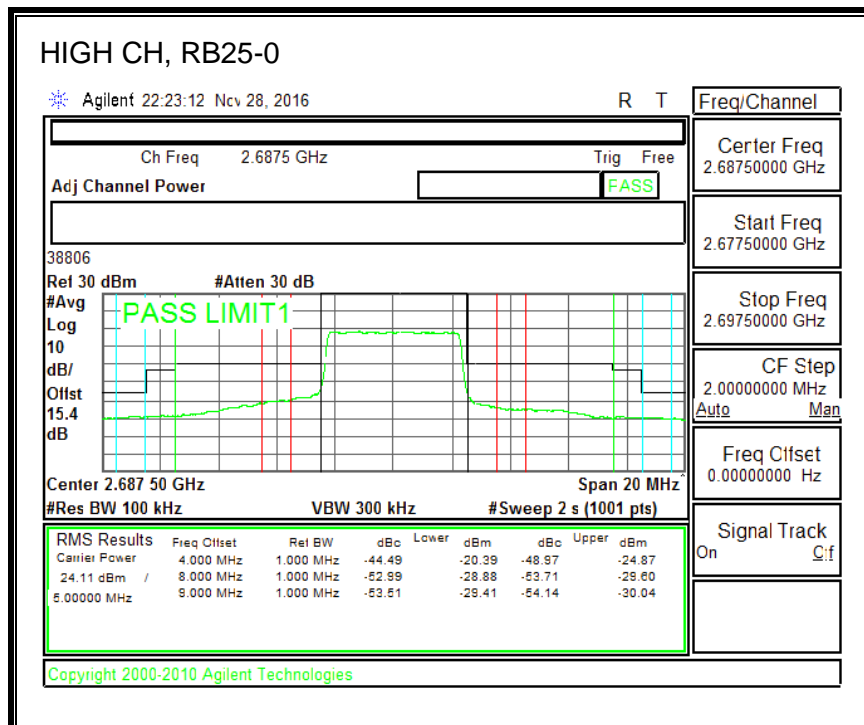 HIGH CH, RB25-0
Agilent 22:23:12 Nov 28, 2016 R T
Freq/Channel
Ch Freq 2.6875 GHz Trig Free
Adj Channel Power PASS
38806
Ref 30 dBm #Atten 30 dB
#Avg
Log
10
dB/
Offst
15.4
dB
PASS LIMIT1
Center 2.687 50 GHz Span 20 MHz
#Res BW 100 kHz VBW 300 kHz #Sweep 2 s (1001 pts)
RMS Results Freq Offset Ref BW dBc Lower dBm dBc Upper dBm
Carrier Power 4.000 MHz 1.000 MHz -44.49 -20.39 -48.97 -24.87
24.11 dBm / 8.000 MHz 1.000 MHz -52.99 -28.88 -53.71 -29.60
5.00000 MHz 9.000 MHz 1.000 MHz -53.51 -29.41 -54.14 -30.04
Center Freq
2.68750000 GHz
Start Freq
2.67750000 GHz
Stop Freq
2.69750000 GHz
CF Step
2.00000000 MHz
Auto Man
Freq Offset
0.00000000 Hz
Signal Track
On Off
Copyright 2000-2010 Agilent Technologies